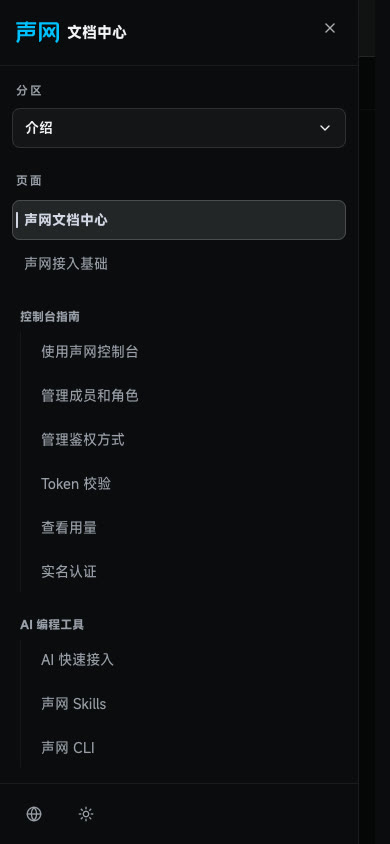 声网 文档中心
分区
介绍
页面
声网文档中心
声网接入基础
控制台指南
使用声网控制台
管理成员和角色
管理鉴权方式
Token 校验
查看用量
实名认证
AI 编程工具
AI 快速接入
声网 Skills
声网 CLI